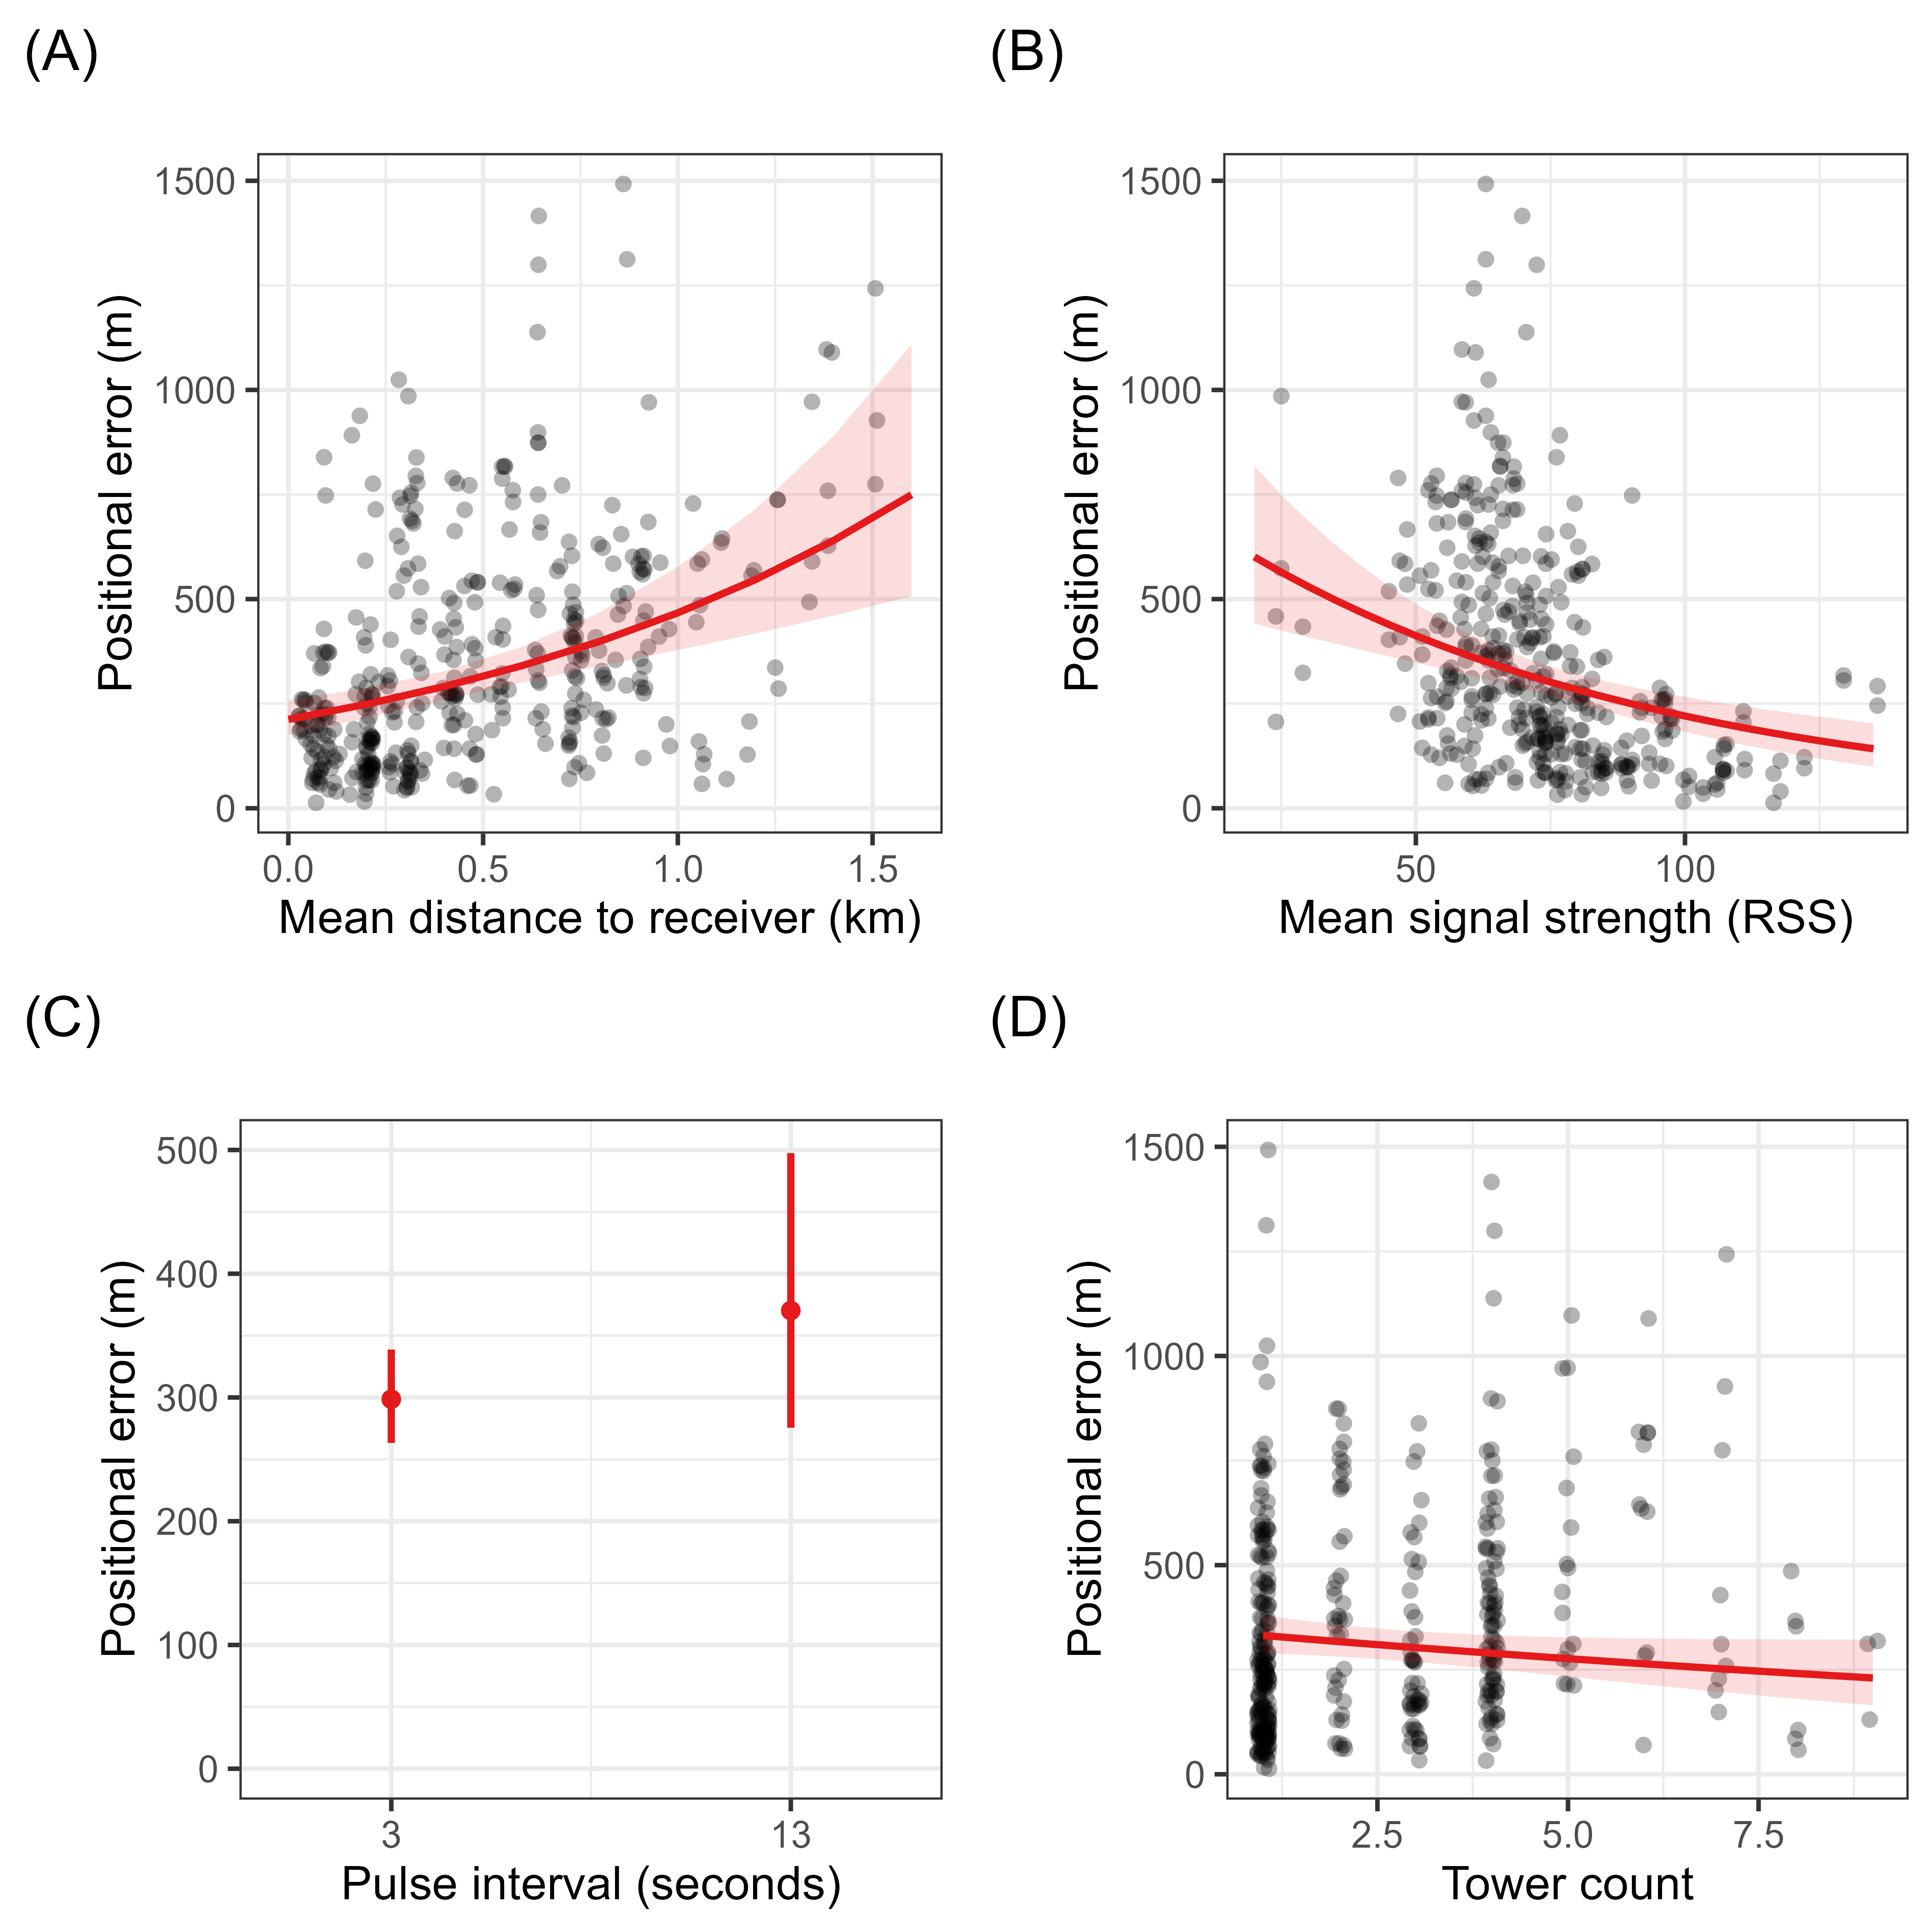 (A)
1500
1000
500
0
Positional error (m)
0.0 0.5 1.0 1.5
Mean distance to receiver (km)
(B)
1500
1000
500
0
Positional error (m)
50 100
Mean signal strength (RSS)
(C)
500
400
300
200
100
0
Positional error (m)
3 13
Pulse interval (seconds)
(D)
1500
1000
500
0
Positional error (m)
2.5 5.0 7.5
Tower count